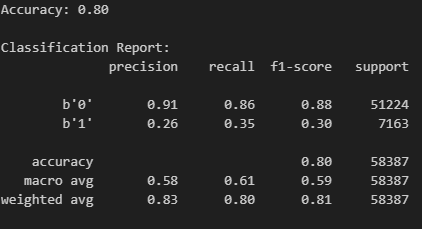 Accuracy: 0.80
Classification Report:
precision recall f1-score support
b'0' 0.91 0.86 0.88 51224
b'1' 0.26 0.35 0.30 7163
accuracy 0.80 58387
macro avg 0.58 0.61 0.59 58387
weighted avg 0.83 0.80 0.81 58387